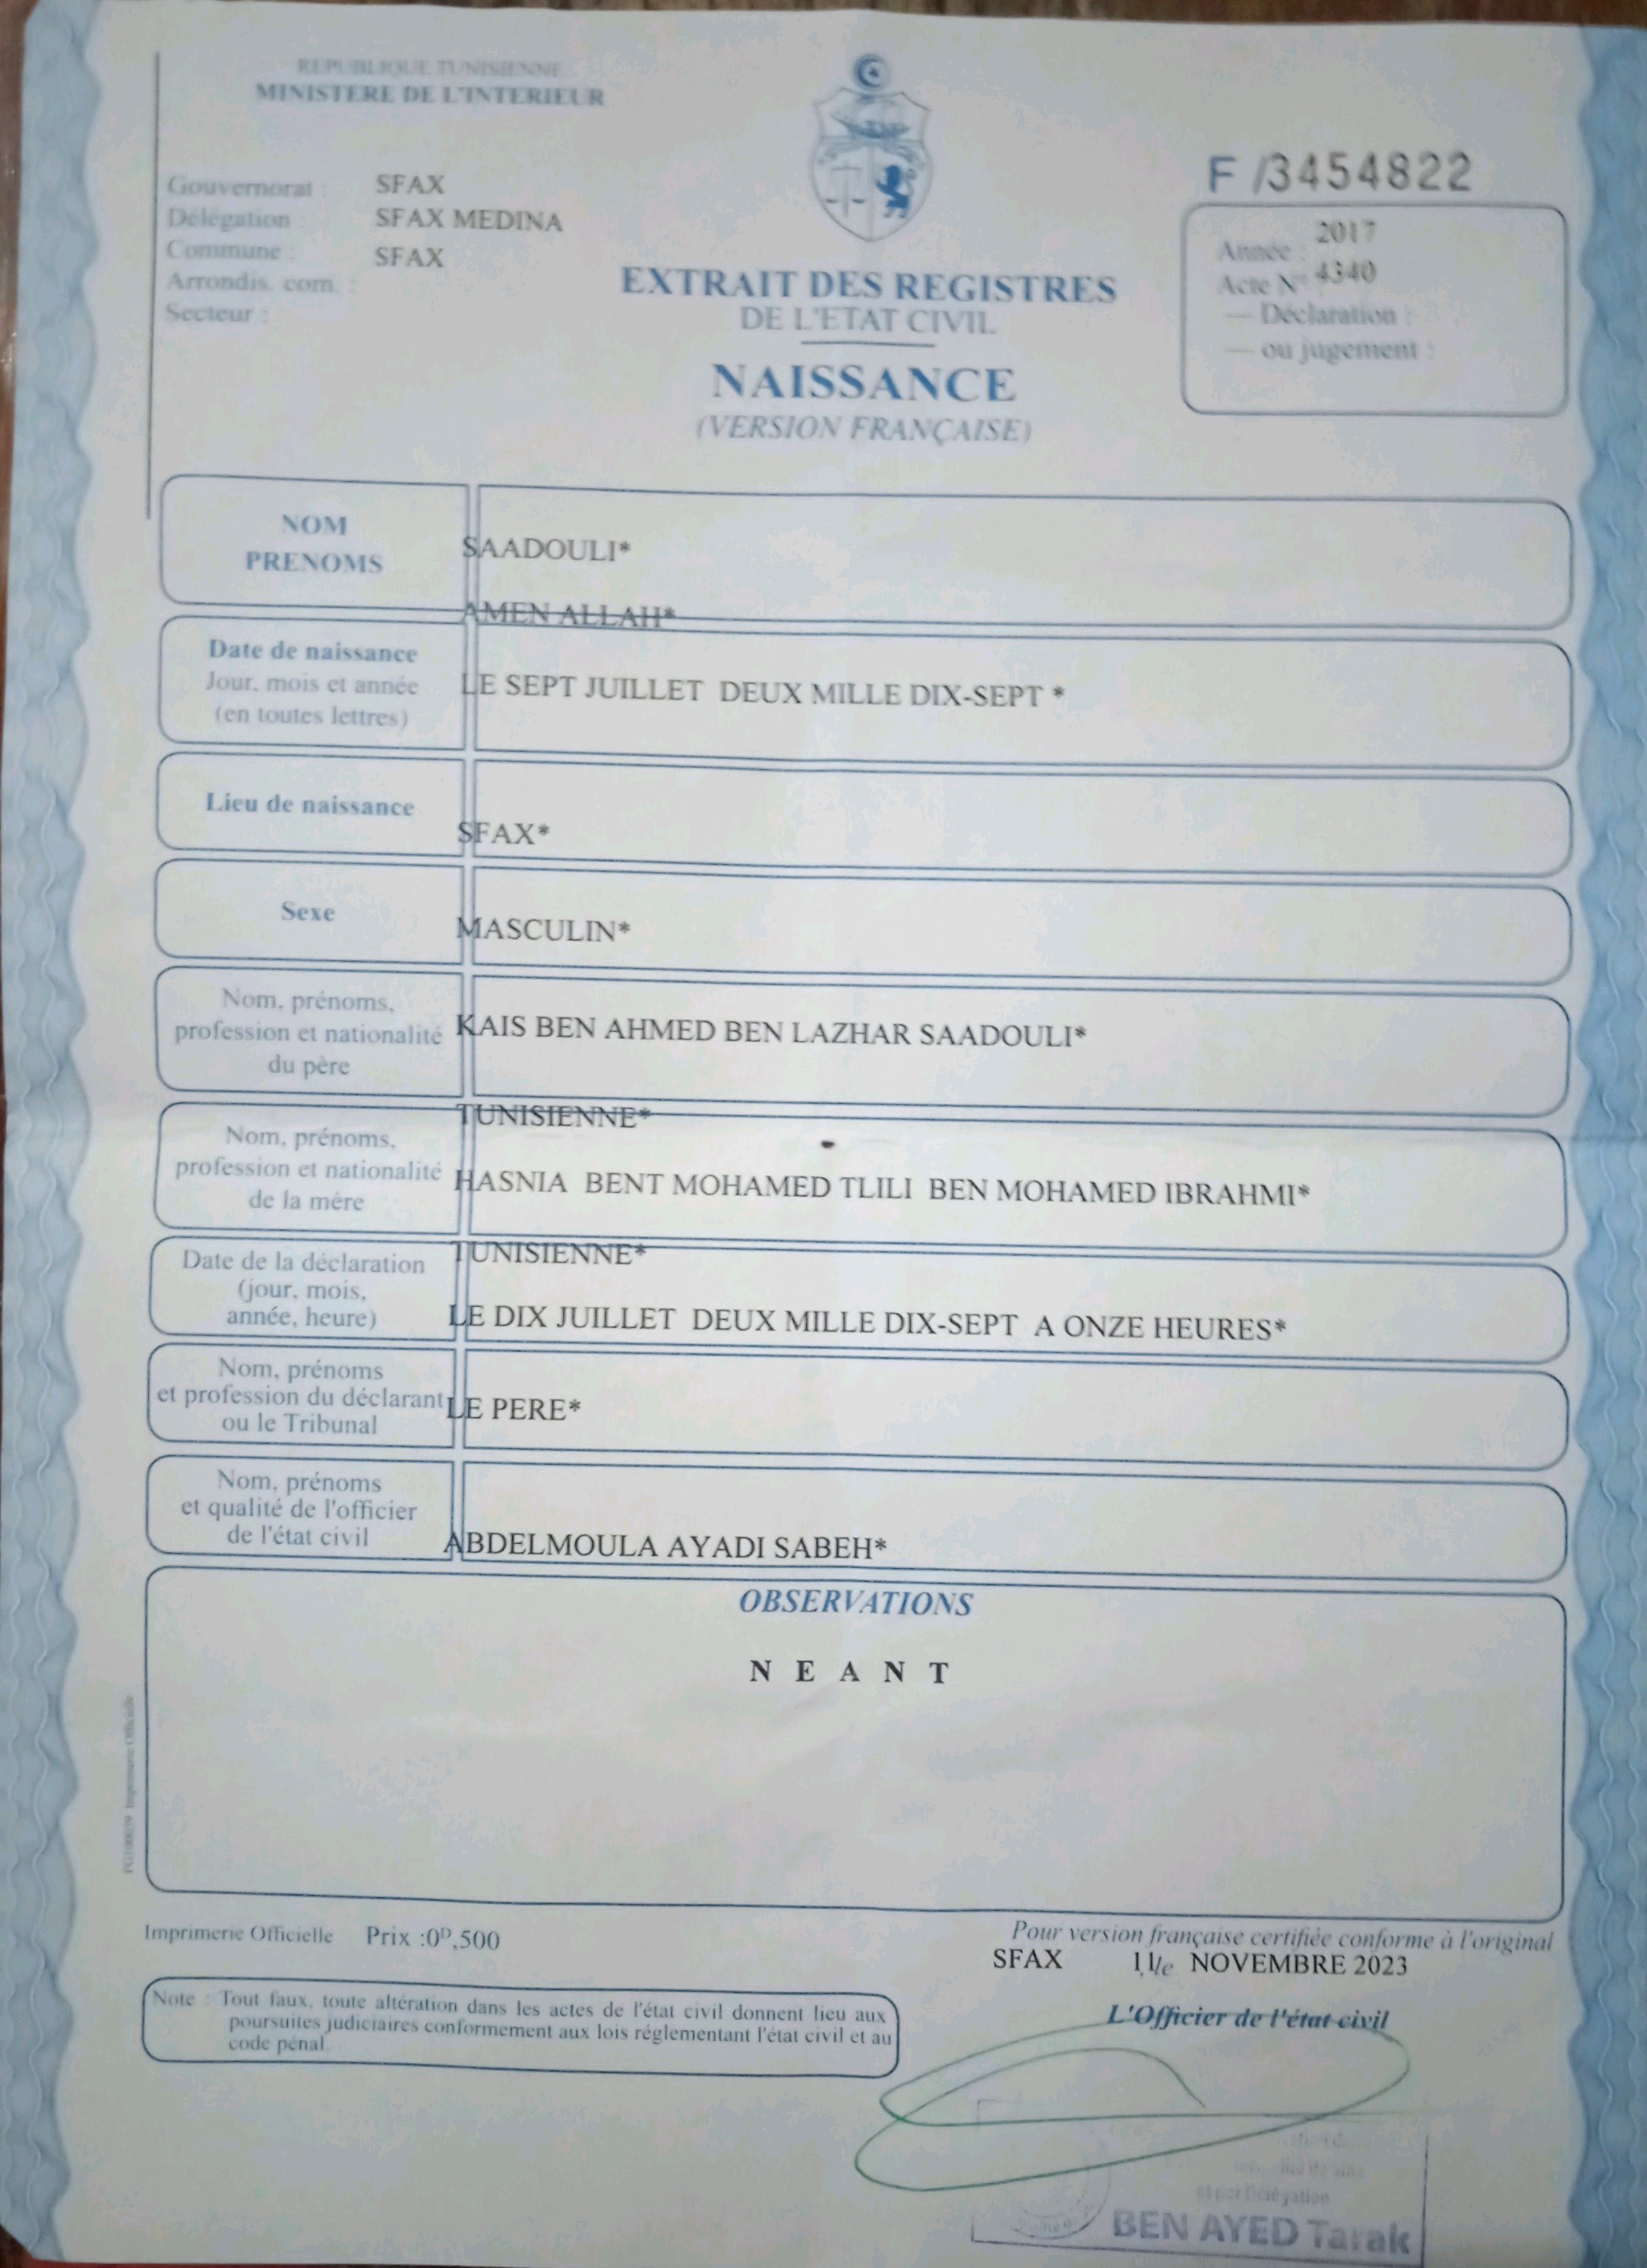 REPUBLIQUE TUNISIENNE
MINISTERE DE L'INTERIEUR
Gouvernorat : SFAX
Délégation SFAX MEDINA
Commune : SFAX
Arrondis. com. :
Secteur :
F /3454822
Année : 2017
Acte N° 4340
— Déclaration :
— ou jugement :
EXTRAIT DES REGISTRES
DE L'ETAT CIVIL
NAISSANCE
(VERSION FRANÇAISE)
NOM
PRENOMS
SAADOULI*
AMEN ALLAH*
Date de naissance
Jour, mois et année
(en toutes lettres)
LE SEPT JUILLET DEUX MILLE DIX-SEPT *
Lieu de naissance
SFAX*
Sexe
MASCULIN*
Nom, prénoms,
profession et nationalité
du père
KAIS BEN AHMED BEN LAZHAR SAADOULI*
TUNISIENNE*
Nom, prénoms,
profession et nationalité
de la mère
HASNIA BENT MOHAMED TLILI BEN MOHAMED IBRAHMI*
TUNISIENNE*
Date de la déclaration
(jour, mois,
année, heure)
LE DIX JUILLET DEUX MILLE DIX-SEPT A ONZE HEURES*
Nom, prénoms
et profession du déclarant
ou le Tribunal
LE PERE*
Nom, prénoms
et qualité de l'officier
de l'état civil
ABDELMOULA AYADI SABEH*
OBSERVATIONS
N E A N T
Imprimerie Officielle Prix :0ᴰ,500
Pour version française certifiée conforme à l'original
SFAX 11 le NOVEMBRE 2023
L'Officier de l'état civil
Note : Tout faux, toute altération dans les actes de l'état civil donnent lieu aux
poursuites judiciaires conformement aux lois réglementant l'état civil et au
code pénal.
et par Délégation
BEN AYED Tarak